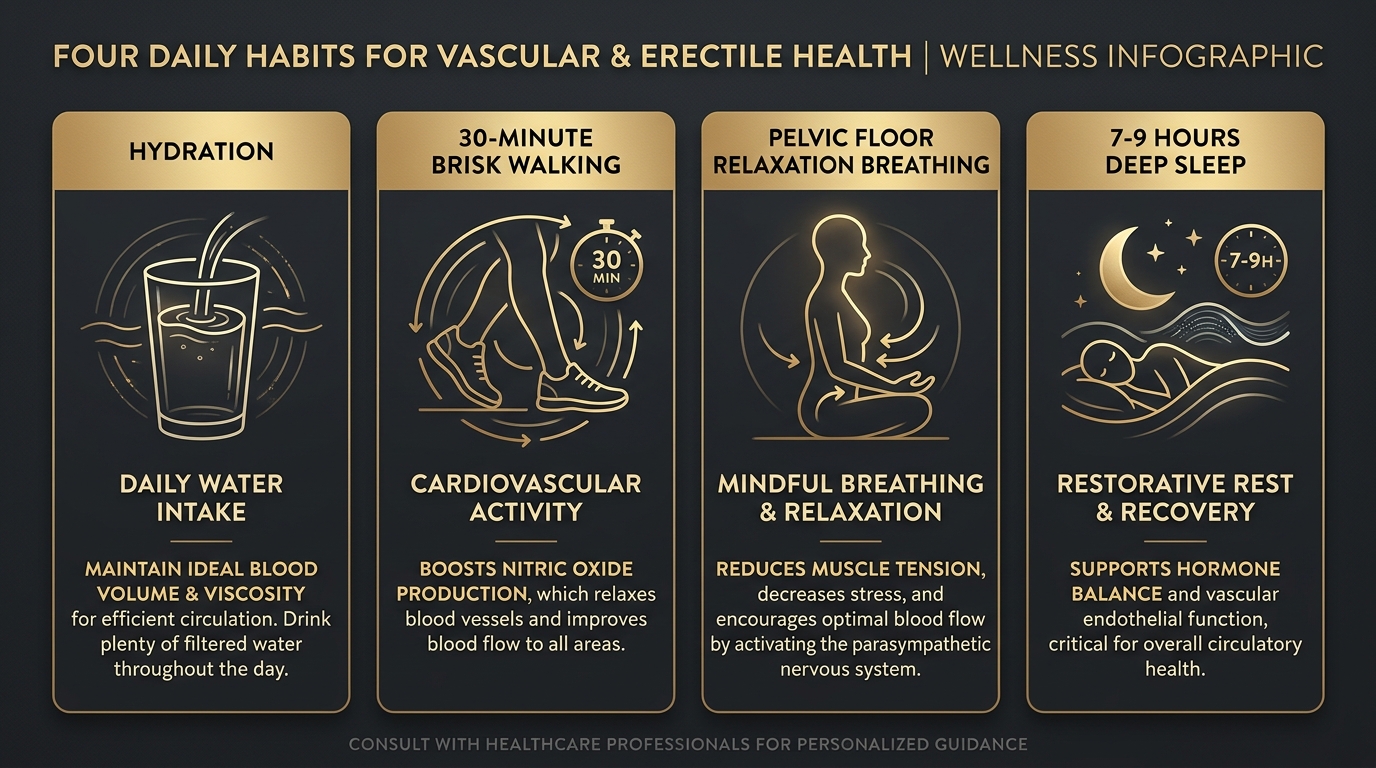 FOUR DAILY HABITS FOR VASCULAR & ERECTILE HEALTH | WELLNESS INFOGRAPHIC
HYDRATION
DAILY WATER
INTAKE
MAINTAIN IDEAL BLOOD
VOLUME & VISCOSITY
for efficient circulation. Drink
plenty of filtered water
throughout the day.
30-MINUTE
BRISK WALKING
30
MIN
CARDIOVASCULAR
ACTIVITY
BOOSTS NITRIC OXIDE
PRODUCTION, which relaxes
blood vessels and improves
blood flow to all areas.
PELVIC FLOOR
RELAXATION BREATHING
MINDFUL BREATHING
& RELAXATION
REDUCES MUSCLE TENSION,
decreases stress, and
encourages optimal blood flow
by activating the parasympathetic
nervous system.
7-9 HOURS
DEEP SLEEP
7-9H
RESTORATIVE REST
& RECOVERY
SUPPORTS HORMONE
BALANCE and vascular
endothelial function,
critical for overall circulatory
health.
CONSULT WITH HEALTHCARE PROFESSIONALS FOR PERSONALIZED GUIDANCE